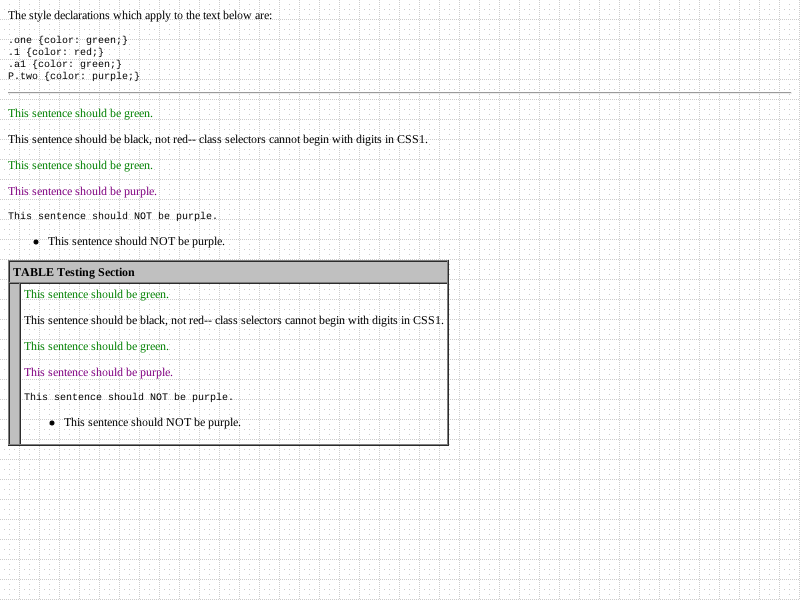 The style declarations which apply to the text below are:
.one {color: green;}
.1 {color: red;}
.a1 {color: green;}
P.two {color: purple;}
This sentence should be green.
This sentence should be black, not red-- class selectors cannot begin with digits in CSS1.
This sentence should be green.
This sentence should be purple.
This sentence should NOT be purple.
This sentence should NOT be purple.
TABLE Testing Section
This sentence should be green.
This sentence should be black, not red-- class selectors cannot begin with digits in CSS1.
This sentence should be green.
This sentence should be purple.
This sentence should NOT be purple.
This sentence should NOT be purple.